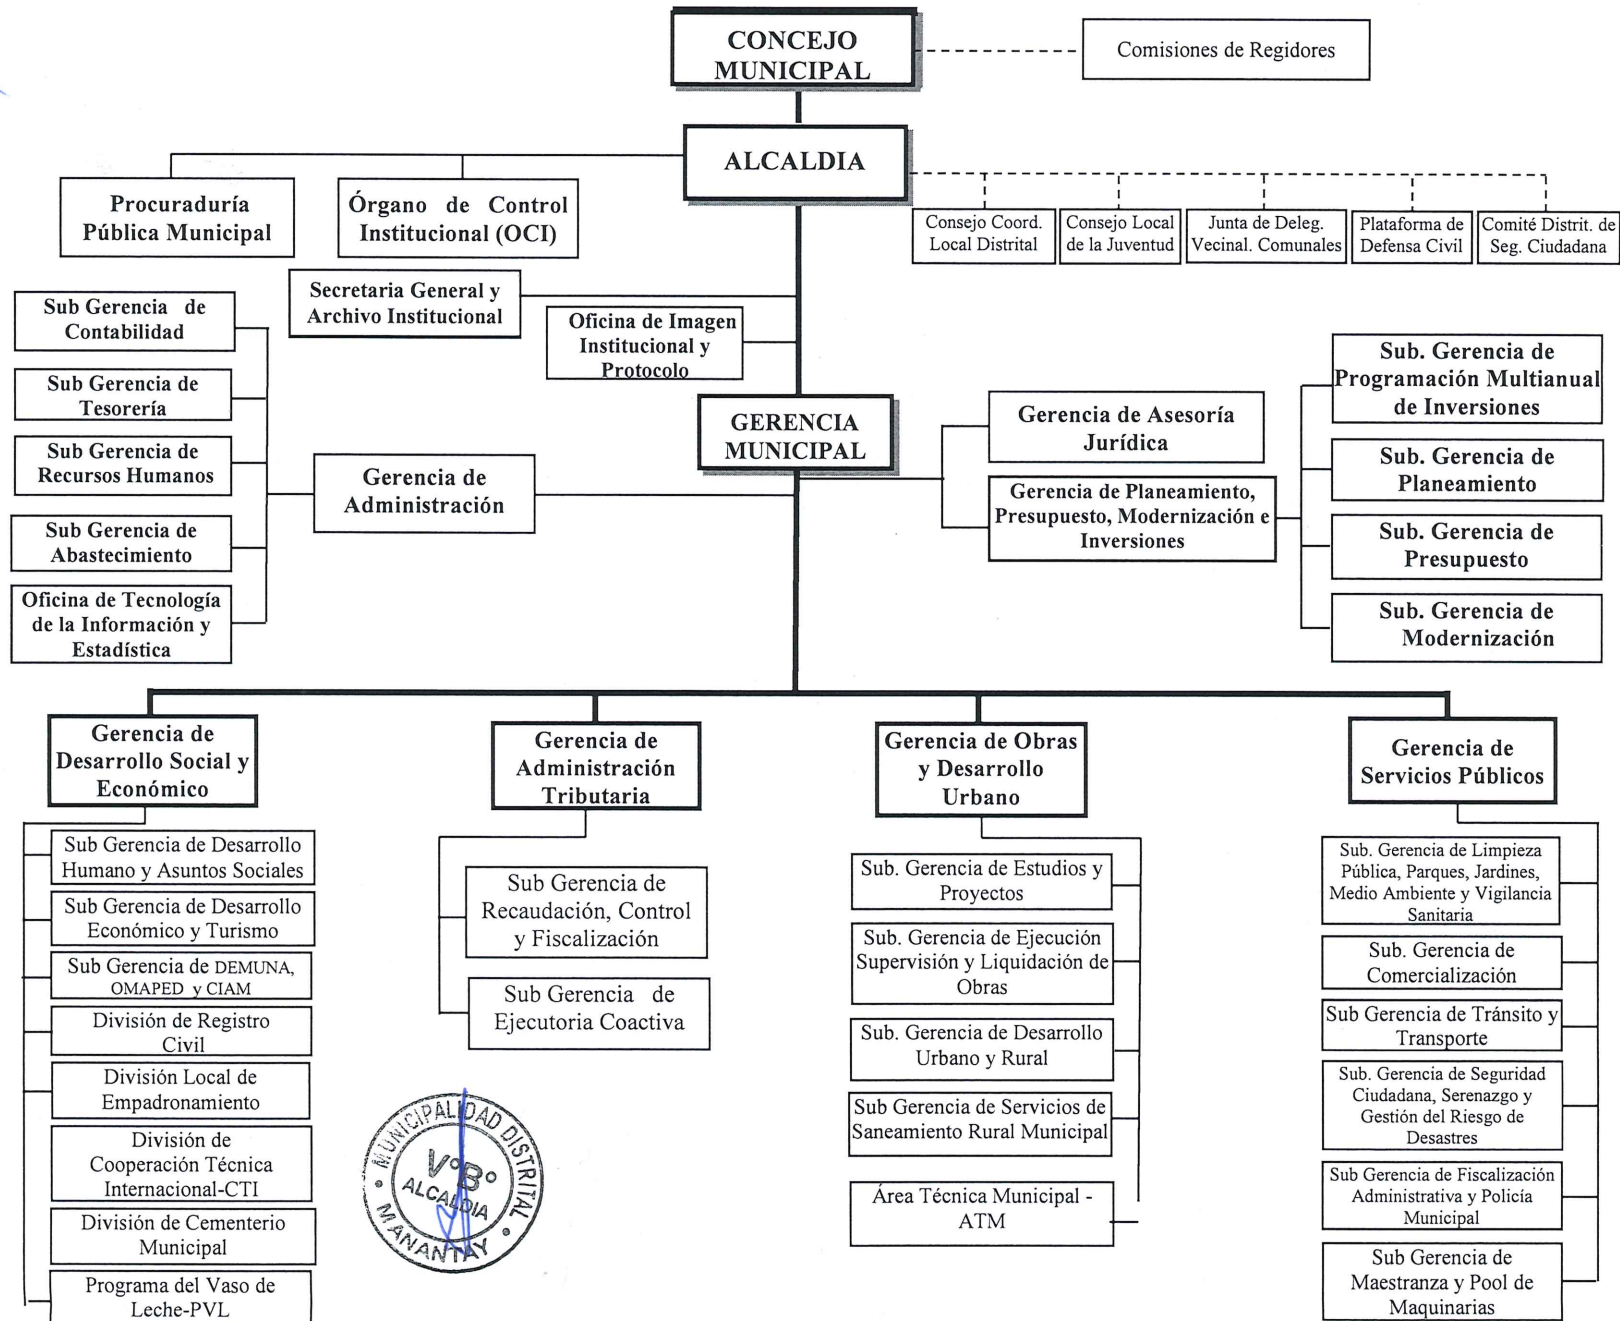 CONCEJO
MUNICIPAL
Comisiones de Regidores
ALCALDIA
Procuraduría
Pública Municipal
Órgano de Control
Institucional (OCI)
Consejo Coord.
Local Distrital
Consejo Local
de la Juventud
Junta de Deleg.
Vecinal. Comunales
Plataforma de
Defensa Civil
Comité Distrit. de
Seg. Ciudadana
Secretaria General y
Archivo Institucional
Oficina de Imagen
Institucional y
Protocolo
Sub Gerencia de
Contabilidad
Sub Gerencia de
Tesorería
Sub Gerencia de
Recursos Humanos
Sub Gerencia de
Abastecimiento
Oficina de Tecnología
de la Información y
Estadística
Gerencia de
Administración
GERENCIA
MUNICIPAL
Gerencia de Asesoría
Jurídica
Gerencia de Planeamiento,
Presupuesto, Modernización e
Inversiones
Sub. Gerencia de
Programación Multianual
de Inversiones
Sub. Gerencia de
Planeamiento
Sub. Gerencia de
Presupuesto
Sub. Gerencia de
Modernización
Gerencia de
Desarrollo Social y
Económico
Sub Gerencia de Desarrollo
Humano y Asuntos Sociales
Sub Gerencia de Desarrollo
Económico y Turismo
Sub Gerencia de DEMUNA,
OMAPED y CIAM
División de Registro
Civil
División Local de
Empadronamiento
División de
Cooperación Técnica
Internacional-CTI
División de Cementerio
Municipal
Programa del Vaso de
Leche-PVL
Gerencia de
Administración
Tributaria
Sub Gerencia de
Recaudación, Control
y Fiscalización
Sub Gerencia de
Ejecutoria Coactiva
MUNICIPALIDAD DISTRITAL
V°B°
ALCALDIA
MANANTAY
Gerencia de Obras
y Desarrollo
Urbano
Sub. Gerencia de Estudios y
Proyectos
Sub. Gerencia de Ejecución
Supervisión y Liquidación de
Obras
Sub. Gerencia de Desarrollo
Urbano y Rural
Sub Gerencia de Servicios de
Saneamiento Rural Municipal
Área Técnica Municipal -
ATM
Gerencia de
Servicios Públicos
Sub. Gerencia de Limpieza
Pública, Parques, Jardines,
Medio Ambiente y Vigilancia
Sanitaria
Sub. Gerencia de
Comercialización
Sub Gerencia de Tránsito y
Transporte
Sub. Gerencia de Seguridad
Ciudadana, Serenazgo y
Gestión del Riesgo de
Desastres
Sub Gerencia de Fiscalización
Administrativa y Policía
Municipal
Sub Gerencia de
Maestranza y Pool de
Maquinarias